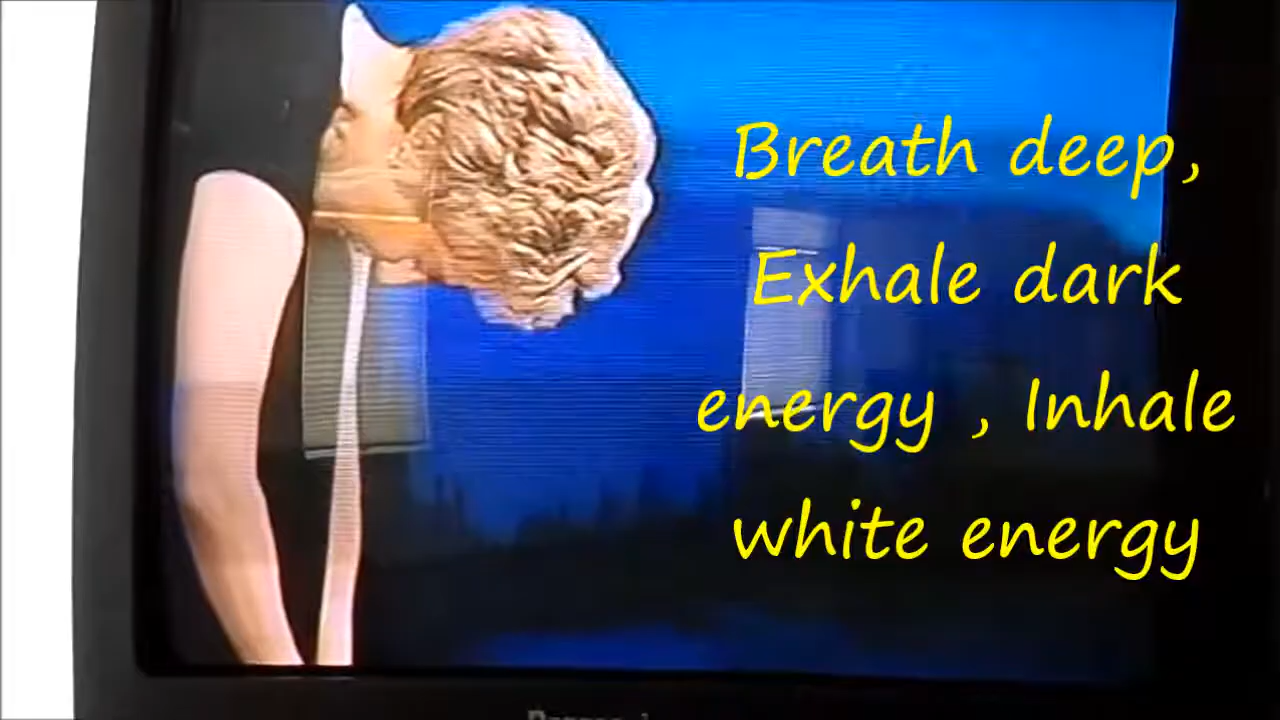 Breath deep,
Exhale dark
energy , Inhale
white energy